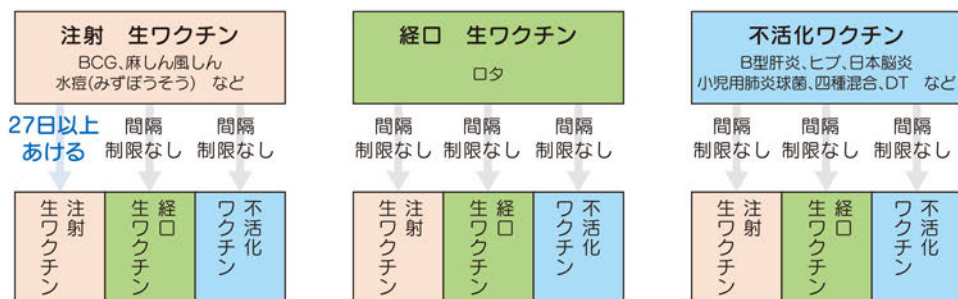 注射 生ワクチン
BCG、麻しん風しん
水痘(みずぼうそう) など
27日以上
あける
間隔
制限なし
間隔
制限なし
注射
生ワクチン
経口
生ワクチン
不活化
ワクチン
経口 生ワクチン
ロタ
間隔
制限なし
間隔
制限なし
間隔
制限なし
注射
生ワクチン
経口
生ワクチン
不活化
ワクチン
不活化ワクチン
B型肝炎、ヒブ、日本脳炎
小児用肺炎球菌、四種混合、DT など
間隔
制限なし
間隔
制限なし
間隔
制限なし
注射
生ワクチン
経口
生ワクチン
不活化
ワクチン